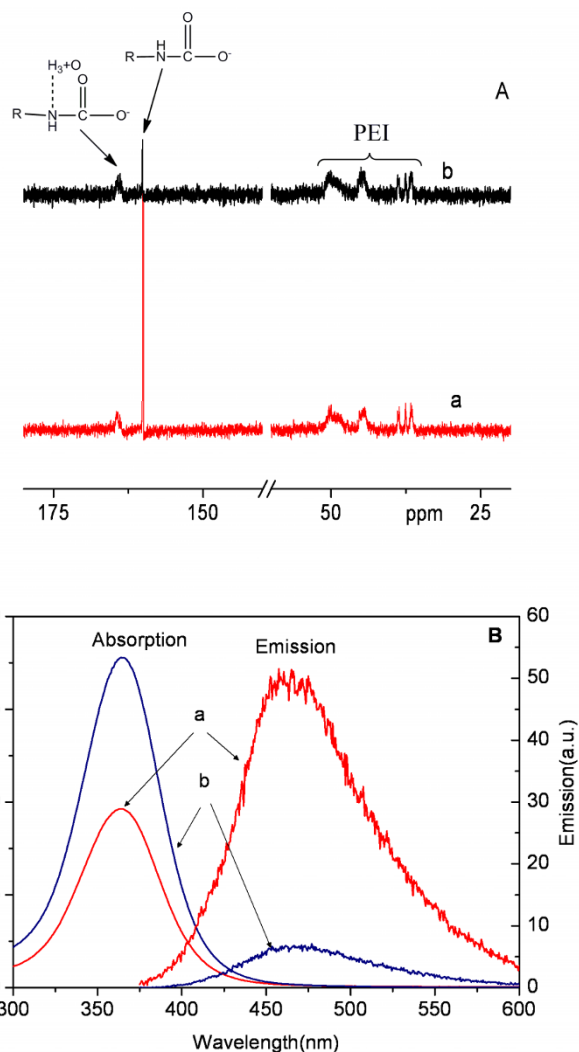 O
R N C O-
H
H3+O
O
R N C O-
H
A
PEI
b
a
175 150 50 ppm 25
Absorption Emission B
a
b
60
50
40
30
20
10
0
Emission(a.u.)
300 350 400 450 500 550 600
Wavelength(nm)